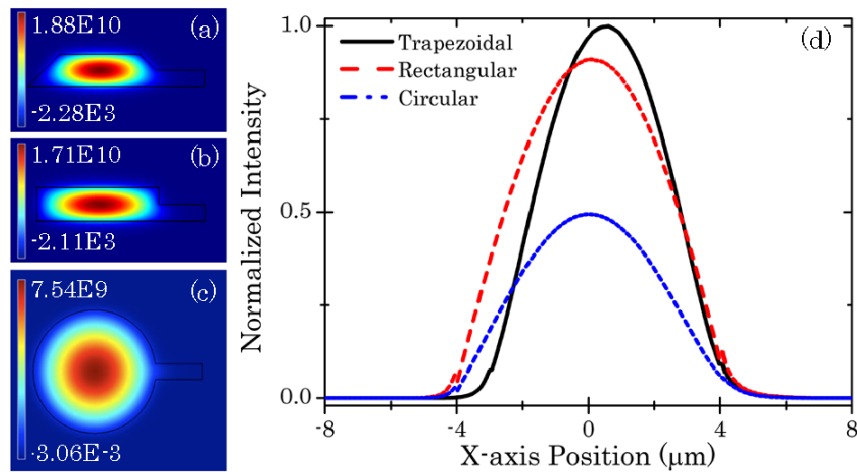 1.88E10
(a)
-2.28E3
1.71E10
(b)
-2.11E3
7.54E9
(c)
-3.06E-3
(d)
Trapezoidal
Rectangular
Circular
Normalized Intensity
1.0
0.5
0.0
-8
-4
0
4
8
X-axis Position (μm)